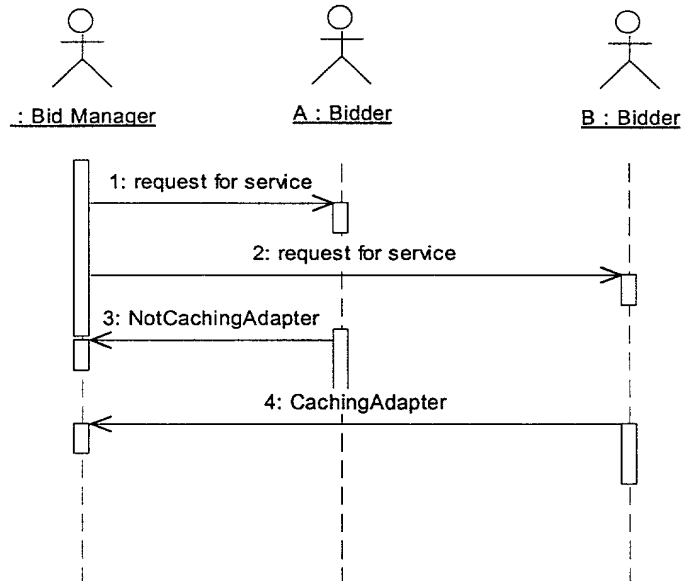 : Bid Manager
A : Bidder
B : Bidder
1: request for service
2: request for service
3: NotCachingAdapter
4: CachingAdapter